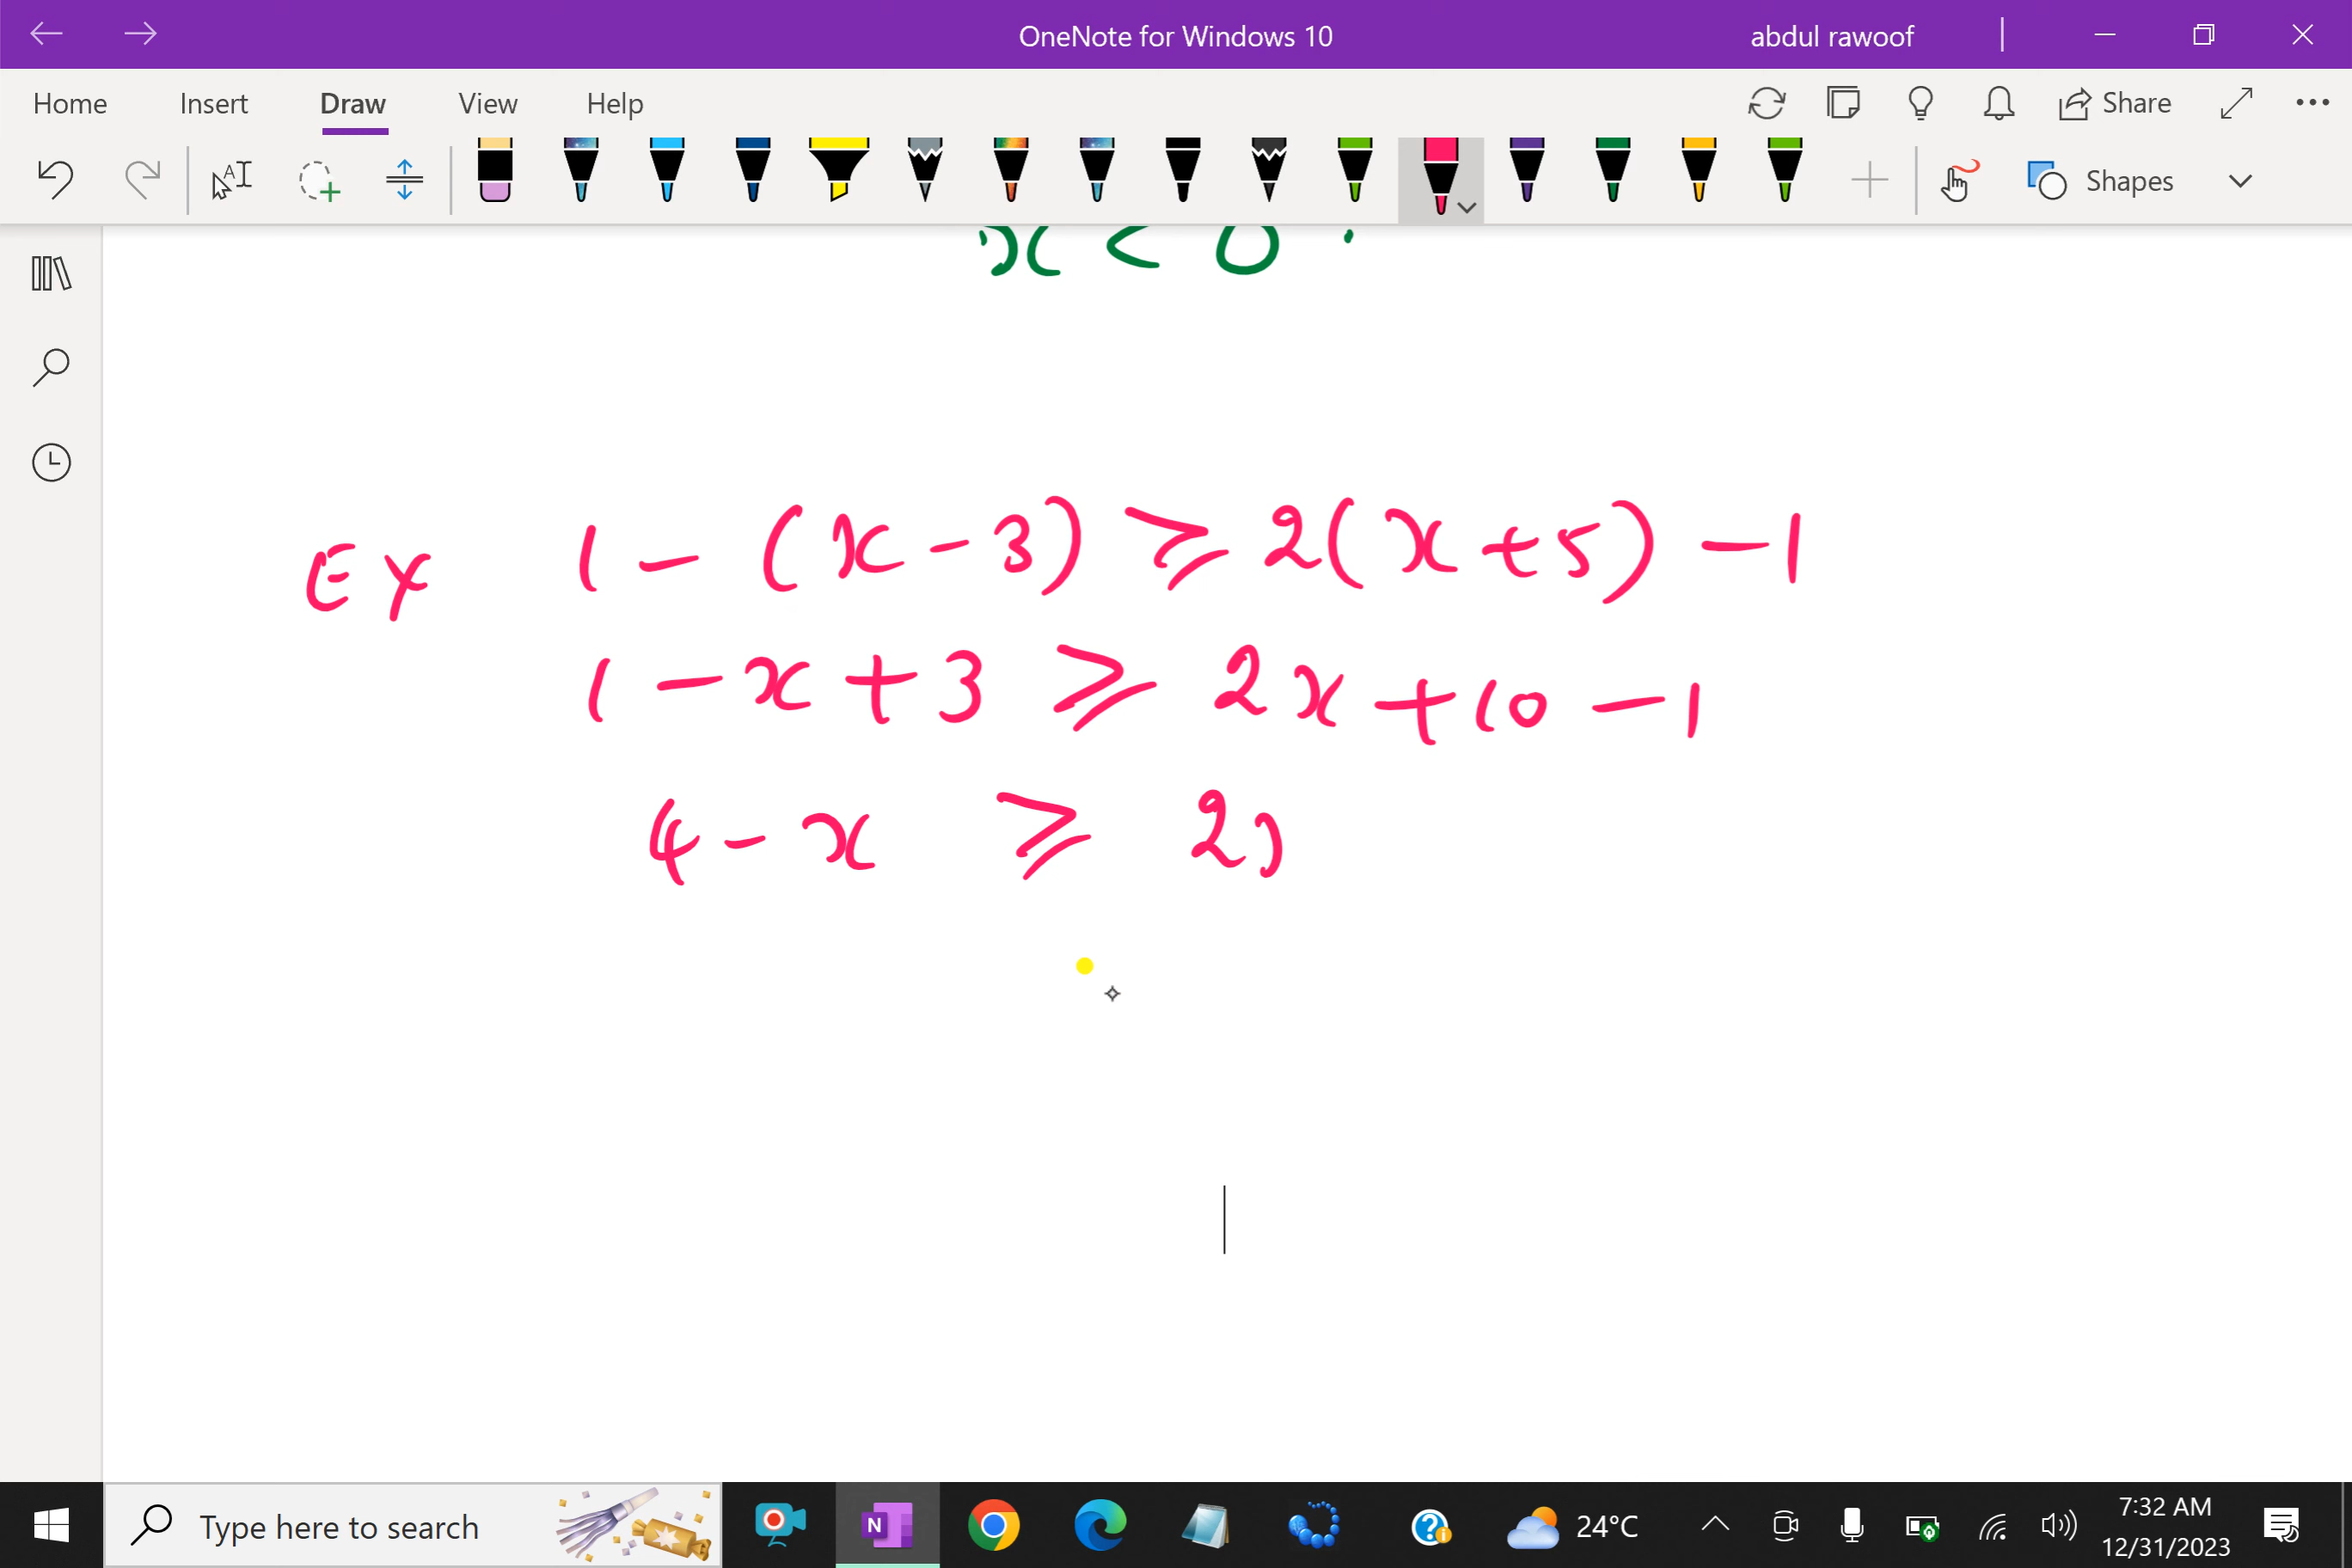 OneNote for Windows 10
abdul rawoof
Home Insert Draw View Help
Share
Shapes
x < 0 .
EX 1 - (x - 3) ⩾ 2(x + 5) - 1
1 - x + 3 ⩾ 2x + 10 - 1
4 - x ⩾ 2
Type here to search
N
24°C
7:32 AM
12/31/2023